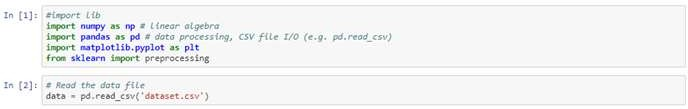 In [1]: #import lib
import numpy as np # linear algebra
import pandas as pd # data processing, CSV file I/O (e.g. pd.read_csv)
import matplotlib.pyplot as plt
from sklearn import preprocessing
In [2]: # Read the data file
data = pd.read_csv('dataset.csv')